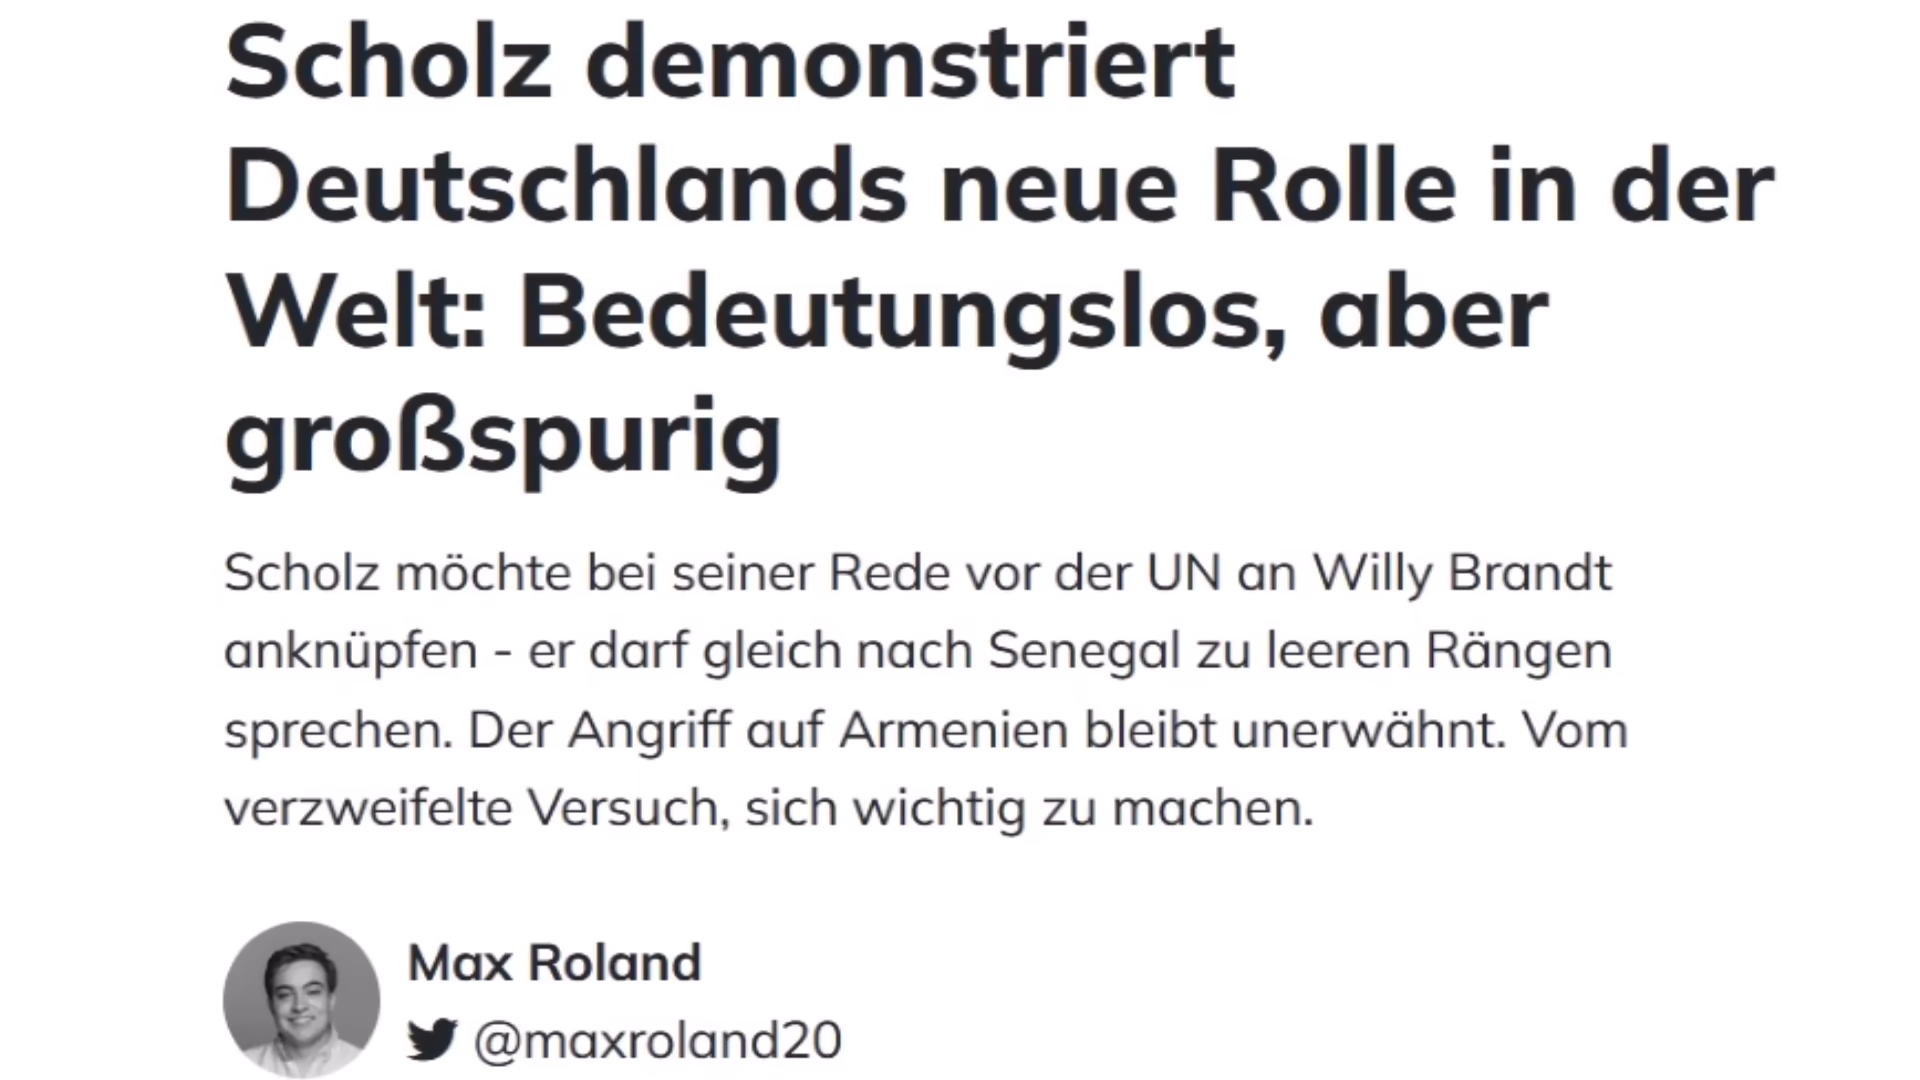 Scholz demonstriert
Deutschlands neue Rolle in der
Welt: Bedeutungslos, aber
großspurig
Scholz möchte bei seiner Rede vor der UN an Willy Brandt
anknüpfen - er darf gleich nach Senegal zu leeren Rängen
sprechen. Der Angriff auf Armenien bleibt unerwähnt. Vom
verzweifelte Versuch, sich wichtig zu machen.
Max Roland
@maxroland20